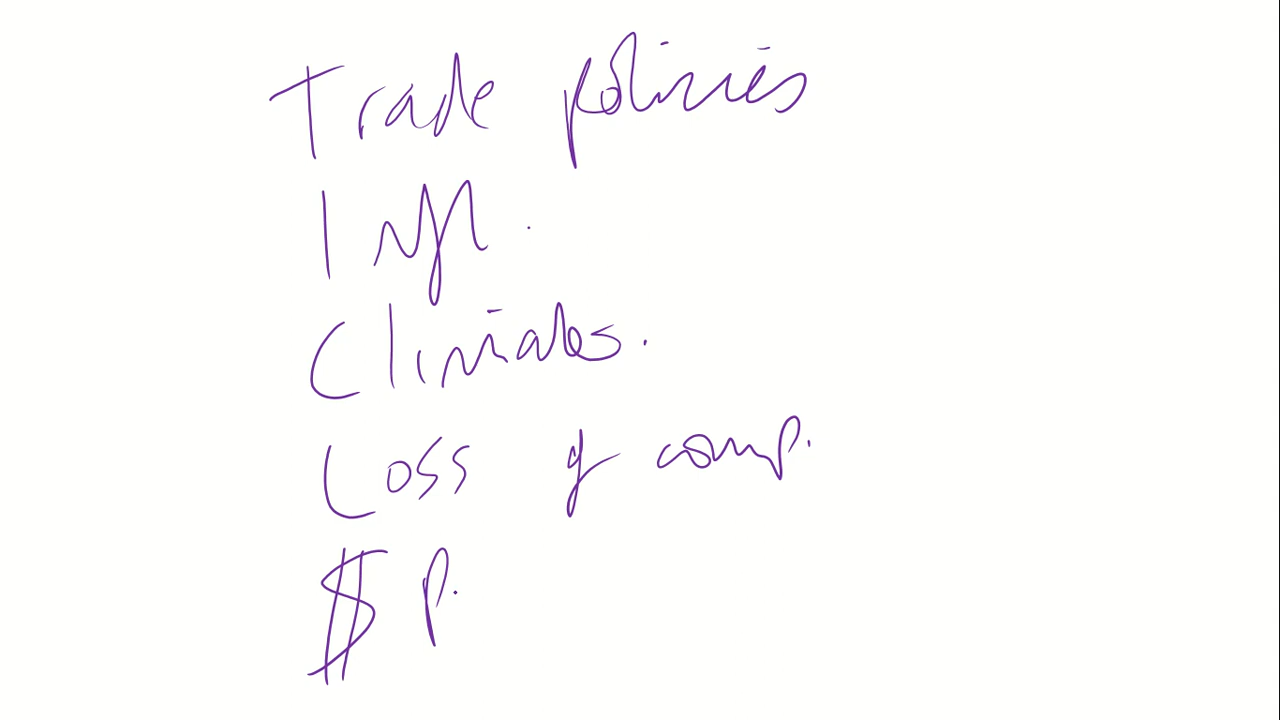 Trade policies
Infl.
Climates.
Loss of comp.
$ p.